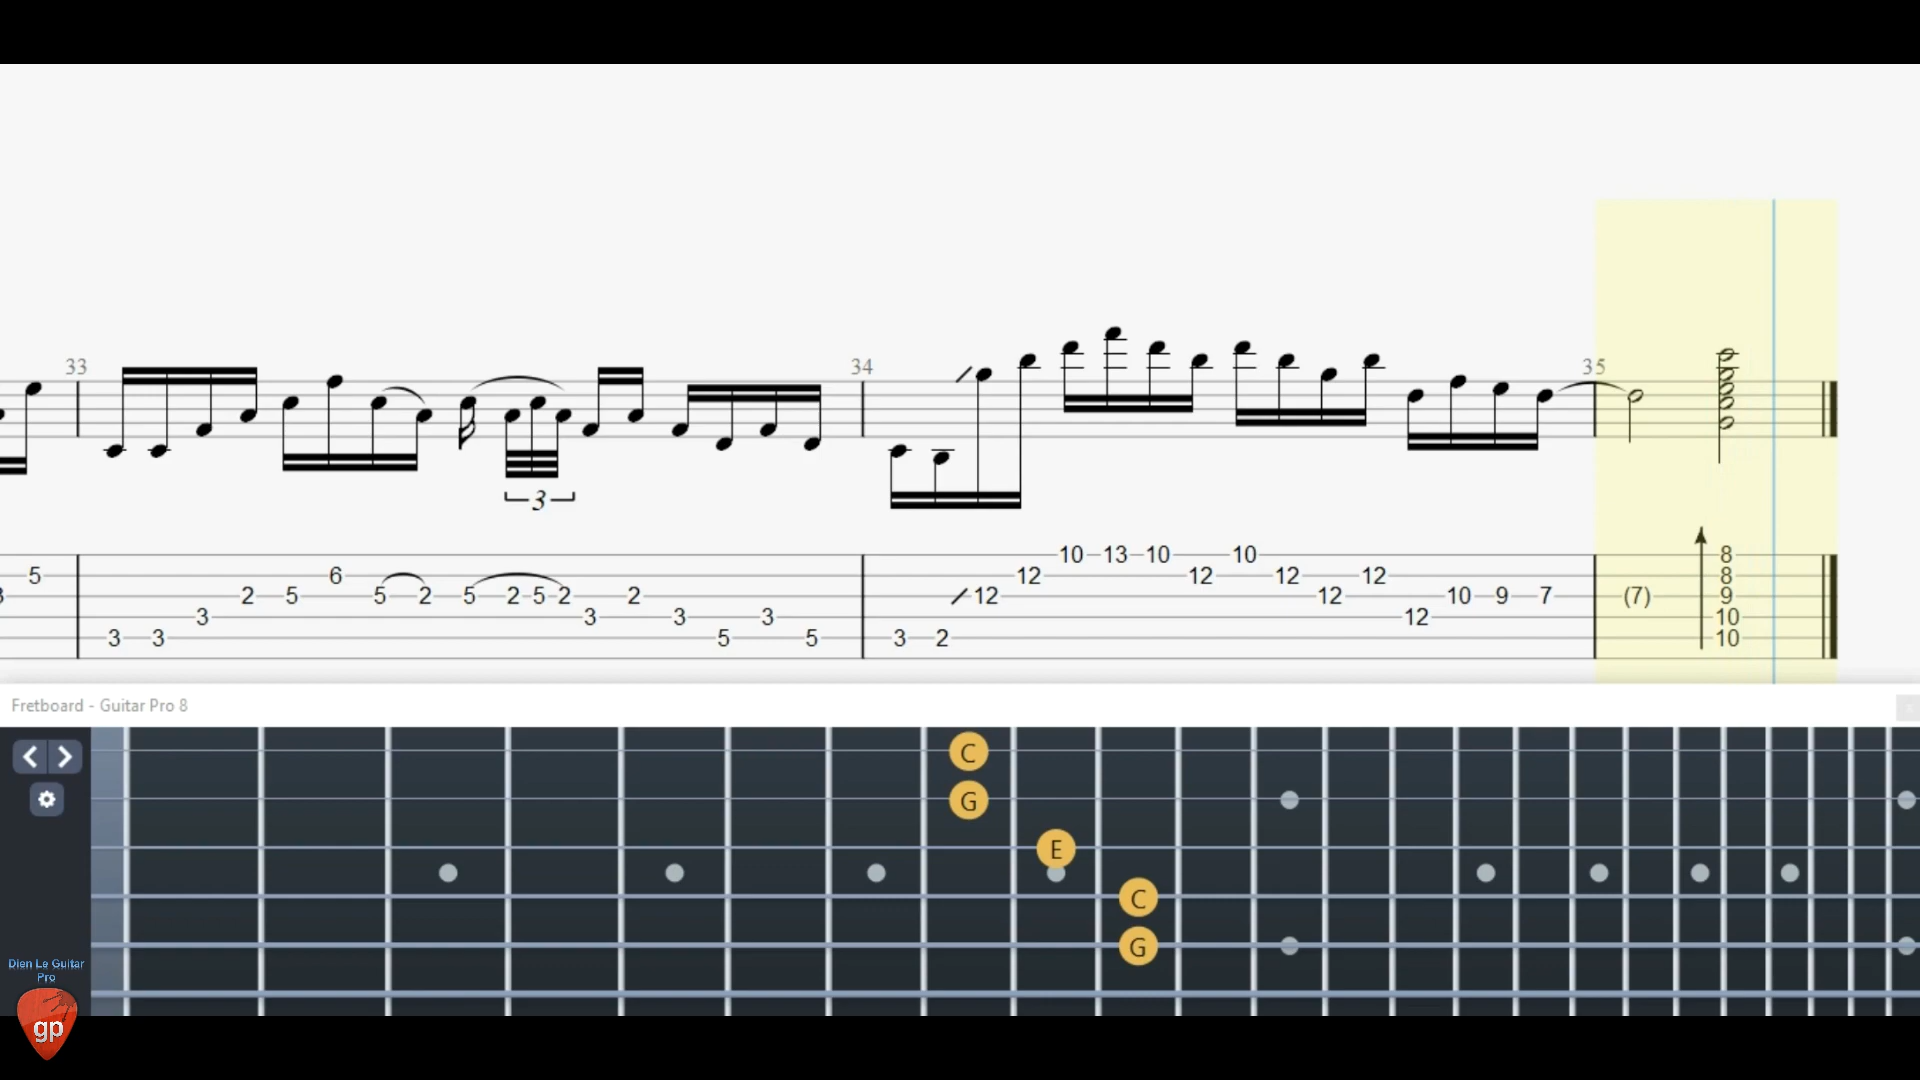 33
34
35
3
10 13 10 10 8
5 6 12 12 12 12 8
3 2 5 5 2 5 2 5 2 2 12 12 10 9 7 (7) 9
3 3 3 3 12 10
3 3 5 5 3 2 10
Fretboard - Guitar Pro 8
C
G
E
C
G
Dien Le Guitar
Pro
gp